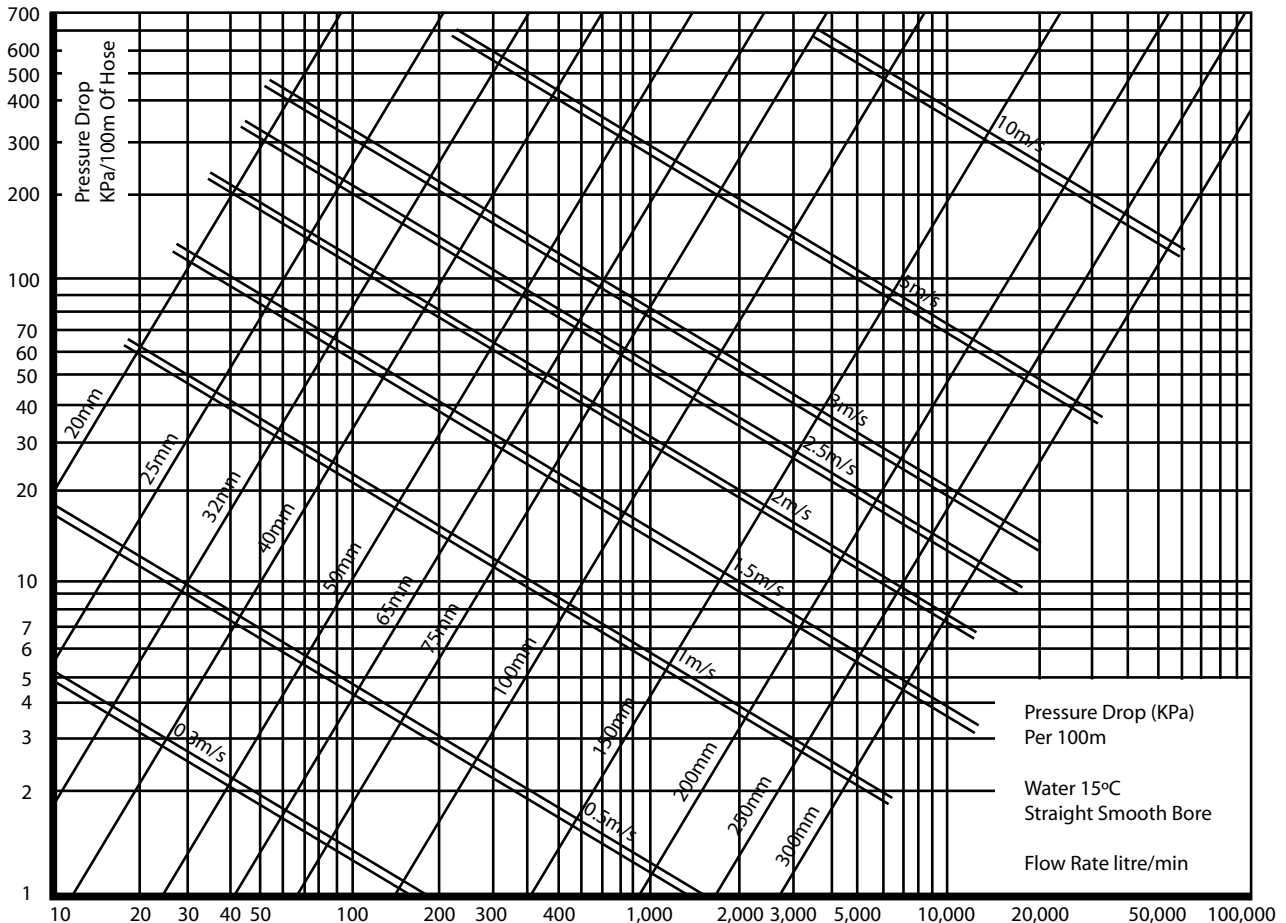 700
600
500
400
300
200
100
70
60
50
40
30
20
10
7
6
5
4
3
2
1
Pressure Drop
KPa/100m Of Hose
10m/s
5m/s
3m/s
2.5m/s
2m/s
1.5m/s
1m/s
0.5m/s
0.3m/s
20mm
25mm
32mm
40mm
50mm
65mm
75mm
100mm
150mm
200mm
250mm
300mm
Pressure Drop (KPa)
Per 100m
Water 15ºC
Straight Smooth Bore
Flow Rate litre/min
10 20 30 40 50 100 200 300 400 1,000 2,000 3,000 5,000 10,000 20,000 50,000 100,000